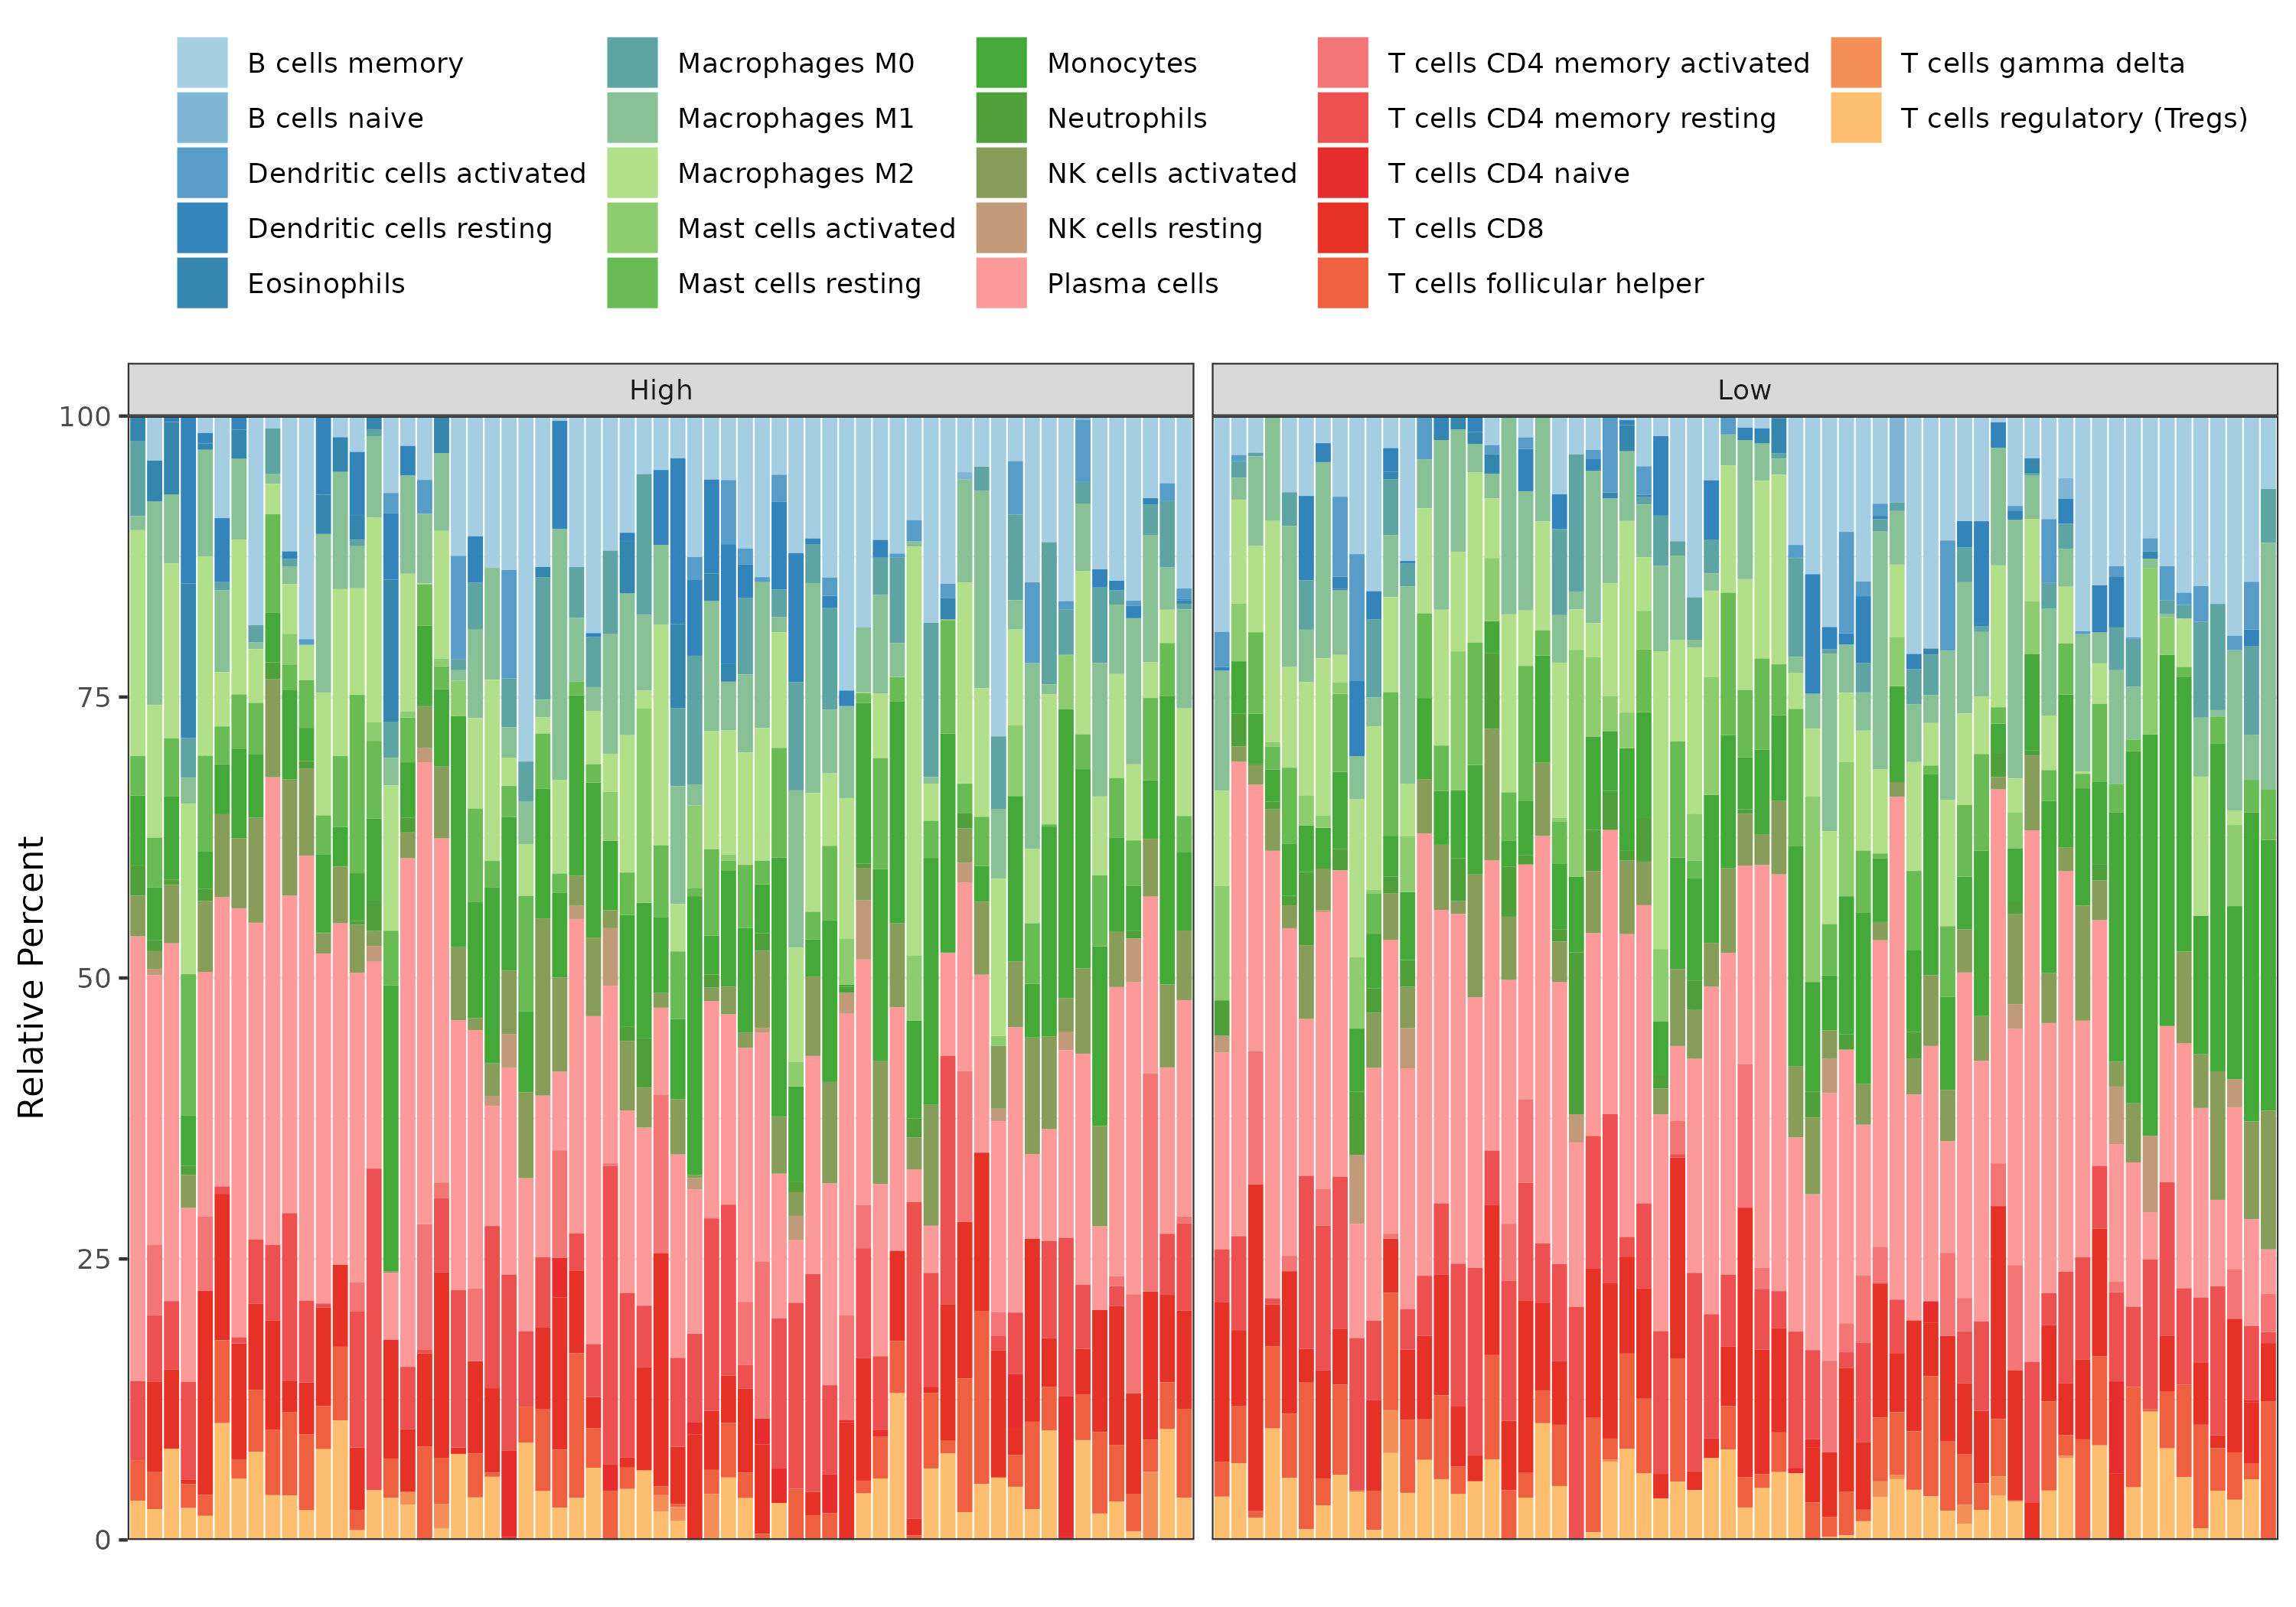 B cells memory
B cells naive
Dendritic cells activated
Dendritic cells resting
Eosinophils
Macrophages M0
Macrophages M1
Macrophages M2
Mast cells activated
Mast cells resting
Monocytes
Neutrophils
NK cells activated
NK cells resting
Plasma cells
T cells CD4 memory activated
T cells CD4 memory resting
T cells CD4 naive
T cells CD8
T cells follicular helper
T cells gamma delta
T cells regulatory (Tregs)
High
Low
Relative Percent
100
75
50
25
0